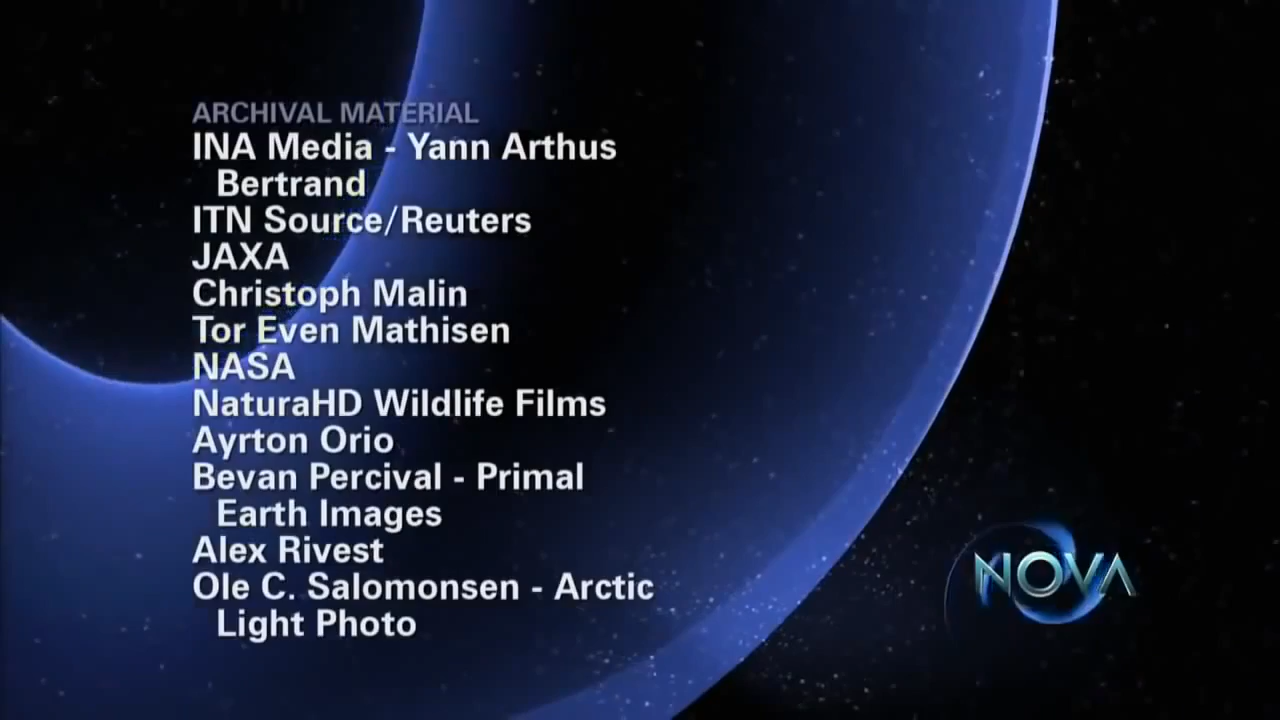 ARCHIVAL MATERIAL
INA Media - Yann Arthus
Bertrand
ITN Source/Reuters
JAXA
Christoph Malin
Tor Even Mathisen
NASA
NaturaHD Wildlife Films
Ayrton Orio
Bevan Percival - Primal
Earth Images
Alex Rivest
Ole C. Salomonsen - Arctic
Light Photo
NOVA